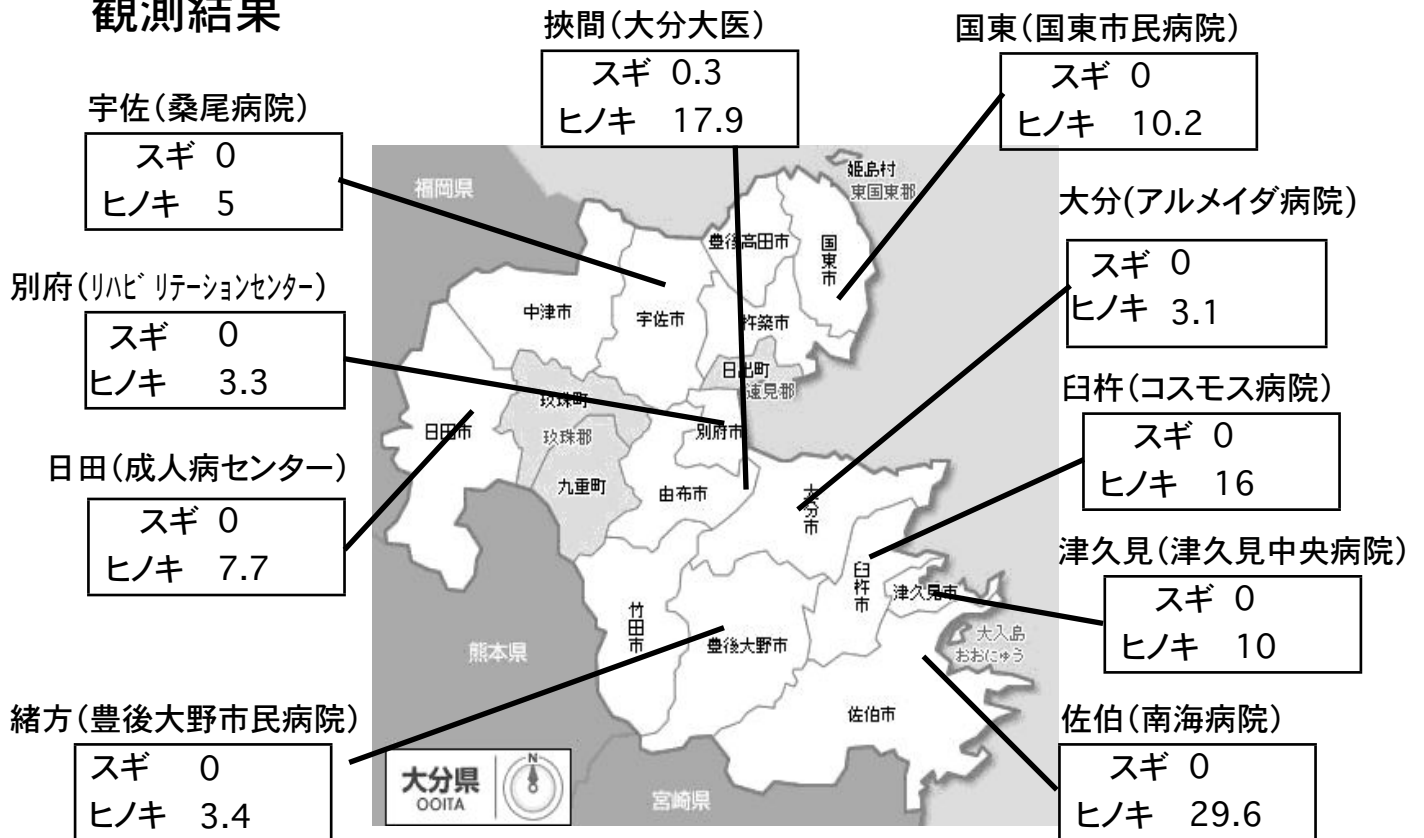 観測結果
挾間(大分大医)
スギ 0.3
ヒノキ 17.9
国東(国東市民病院)
スギ 0
ヒノキ 10.2
宇佐(桑尾病院)
スギ 0
ヒノキ 5
大分(アルメイダ病院)
スギ 0
ヒノキ 3.1
別府(ﾘﾊﾋﾞﾘﾃｰｼｮﾝｾﾝﾀｰ)
スギ 0
ヒノキ 3.3
臼杵(コスモス病院)
スギ 0
ヒノキ 16
日田(成人病センター)
スギ 0
ヒノキ 7.7
津久見(津久見中央病院)
スギ 0
ヒノキ 10
緒方(豊後大野市民病院)
スギ 0
ヒノキ 3.4
佐伯(南海病院)
スギ 0
ヒノキ 29.6
福岡県
姫島村
東国東郡
豊後高田市
国東市
中津市
宇佐市
杵築市
日出町
速見郡
玖珠町
玖珠郡
日田市
別府市
九重町
由布市
大分市
臼杵市
津久見市
竹田市
豊後大野市
大入島
おおにゅう
熊本県
佐伯市
大分県
OOITA
N
宮崎県